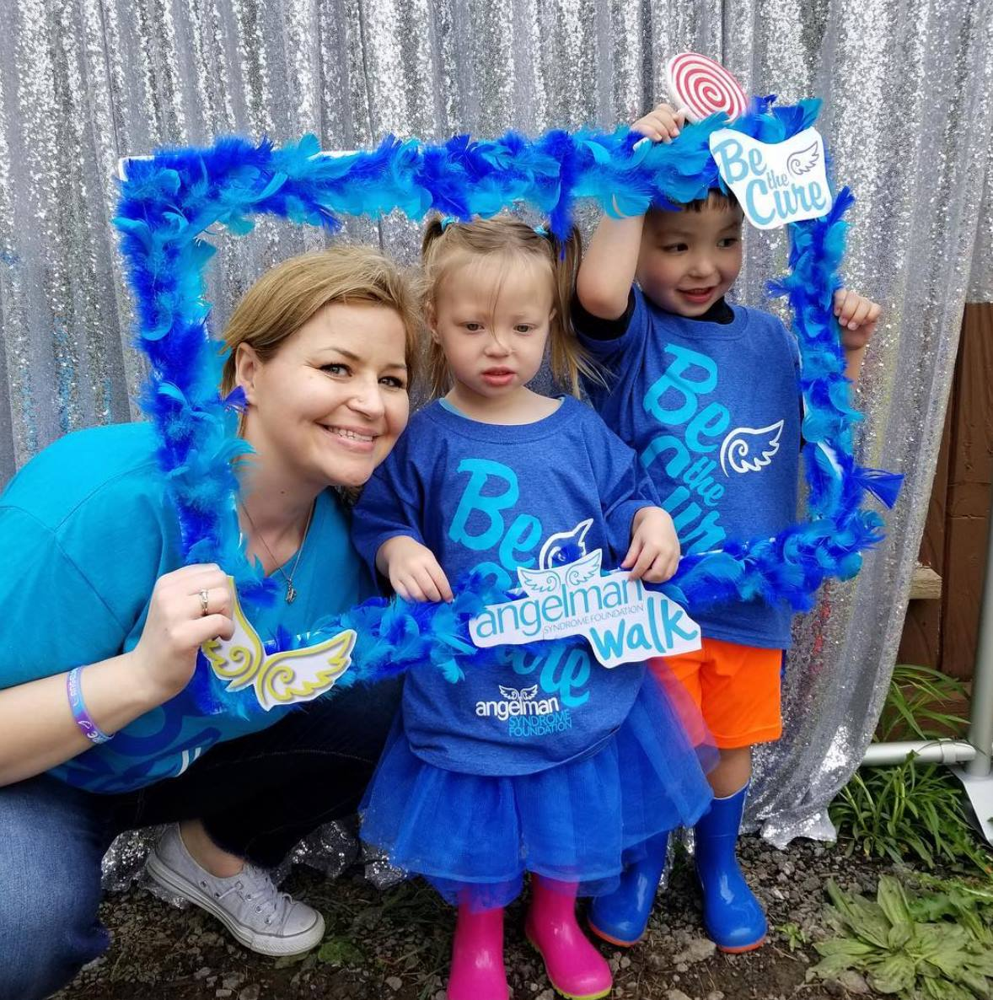 Be
the
Cure
Be
the
Be
angelman
SYNDROME FOUNDATION
walk
angelman
SYNDROME
FOUNDATION